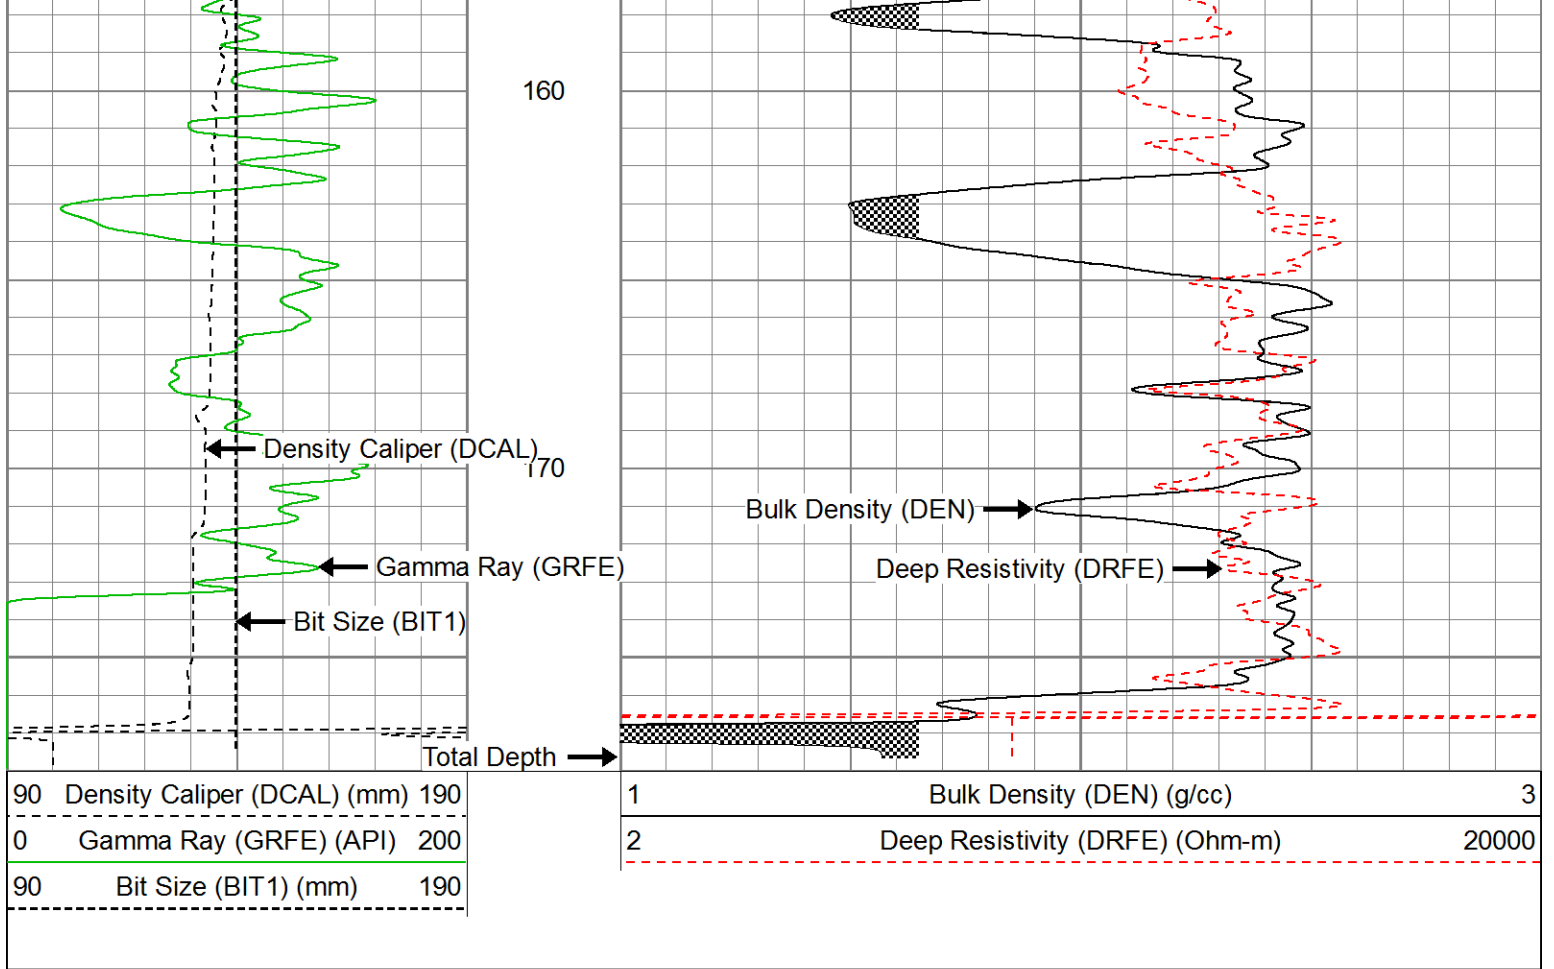 160
Density Caliper (DCAL)
170
Bulk Density (DEN)
Gamma Ray (GRFE)
Deep Resistivity (DRFE)
Bit Size (BIT1)
Total Depth
90 Density Caliper (DCAL) (mm) 190
1 Bulk Density (DEN) (g/cc) 3
0 Gamma Ray (GRFE) (API) 200
2 Deep Resistivity (DRFE) (Ohm-m) 20000
90 Bit Size (BIT1) (mm) 190